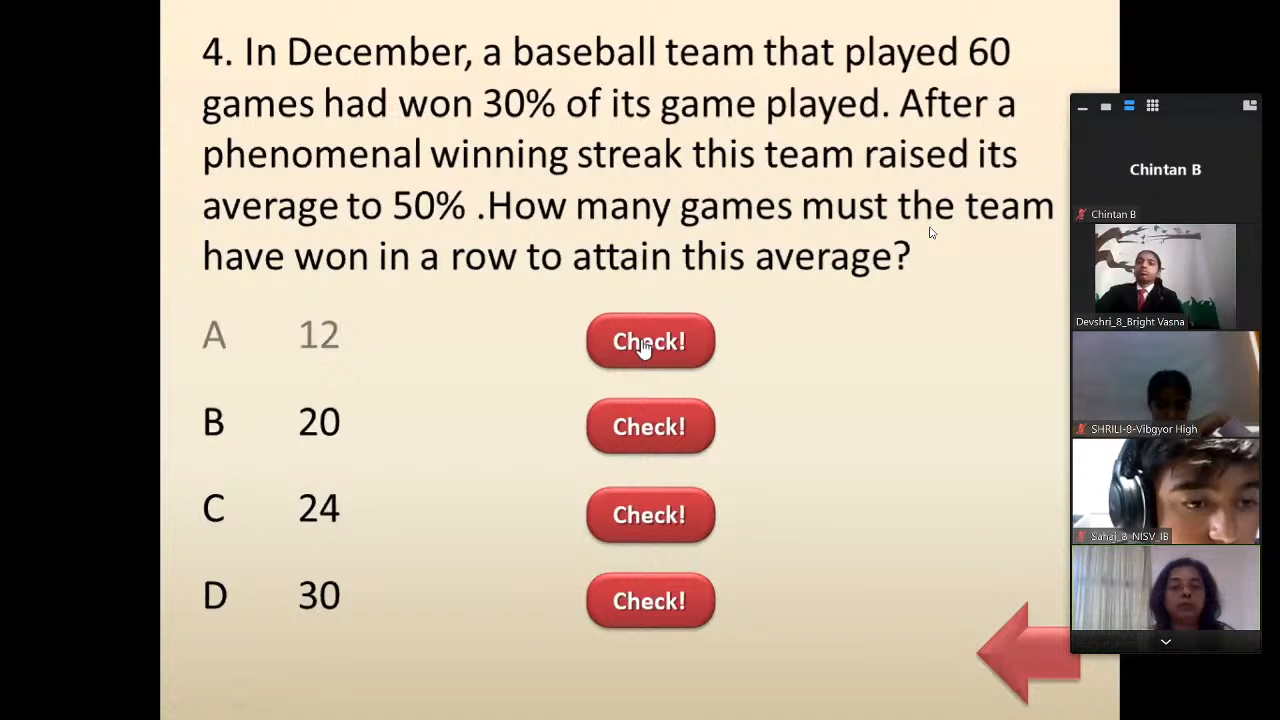 4. In December, a baseball team that played 60
games had won 30% of its game played. After a
phenomenal winning streak this team raised its
average to 50% .How many games must the team
have won in a row to attain this average?
A 12 Check!
B 20 Check!
C 24 Check!
D 30 Check!
Chintan B
Chintan B
Devshri_8_Bright Vasna
SHRILI-8-Vibgyor High
Sahaj_8_NISV_IB